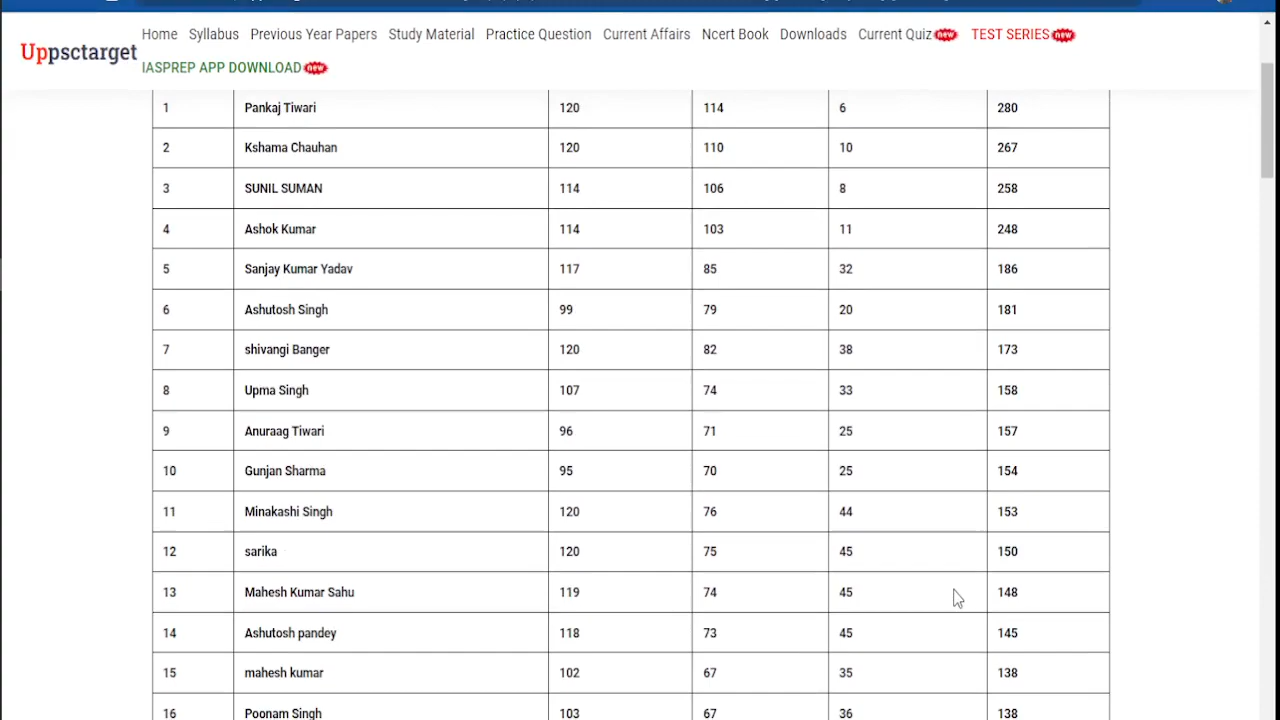 Home Syllabus Previous Year Papers Study Material Practice Question Current Affairs Ncert Book Downloads Current Quiz new TEST SERIES new
Uppsctarget
IASPREP APP DOWNLOAD new
1 Pankaj Tiwari 120 114 6 280
2 Kshama Chauhan 120 110 10 267
3 SUNIL SUMAN 114 106 8 258
4 Ashok Kumar 114 103 11 248
5 Sanjay Kumar Yadav 117 85 32 186
6 Ashutosh Singh 99 79 20 181
7 shivangi Banger 120 82 38 173
8 Upma Singh 107 74 33 158
9 Anuraag Tiwari 96 71 25 157
10 Gunjan Sharma 95 70 25 154
11 Minakashi Singh 120 76 44 153
12 sarika 120 75 45 150
13 Mahesh Kumar Sahu 119 74 45 148
14 Ashutosh pandey 118 73 45 145
15 mahesh kumar 102 67 35 138
16 Poonam Singh 103 67 36 138